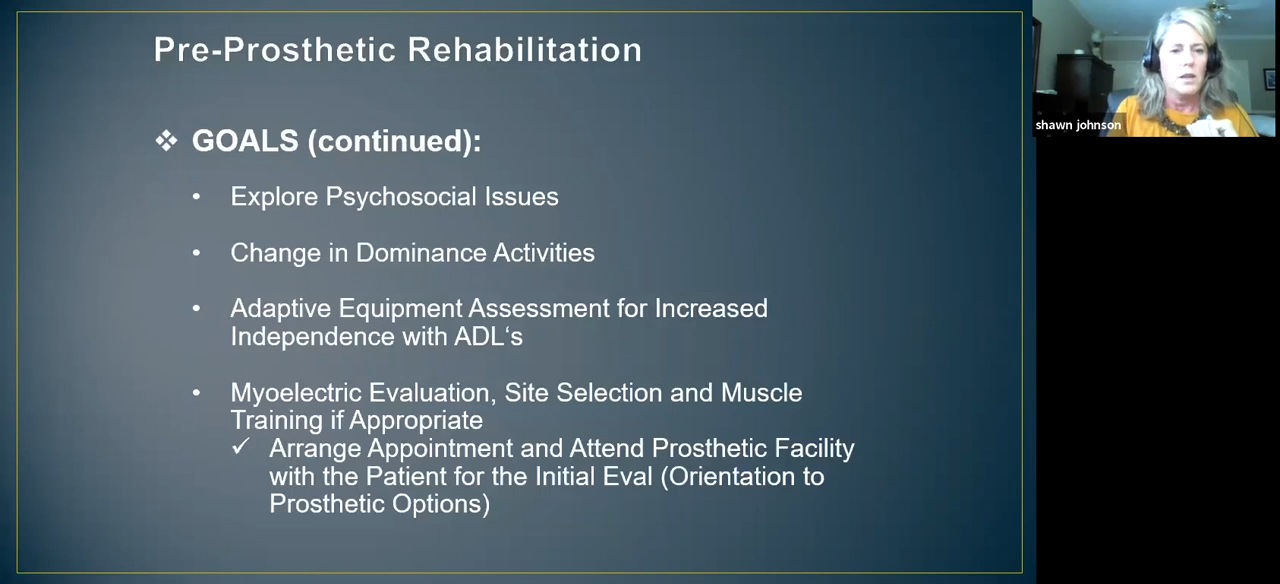 Pre-Prosthetic Rehabilitation
❖ GOALS (continued):
• Explore Psychosocial Issues
• Change in Dominance Activities
• Adaptive Equipment Assessment for Increased
Independence with ADL‘s
• Myoelectric Evaluation, Site Selection and Muscle
Training if Appropriate
✓ Arrange Appointment and Attend Prosthetic Facility
with the Patient for the Initial Eval (Orientation to
Prosthetic Options)
shawn johnson